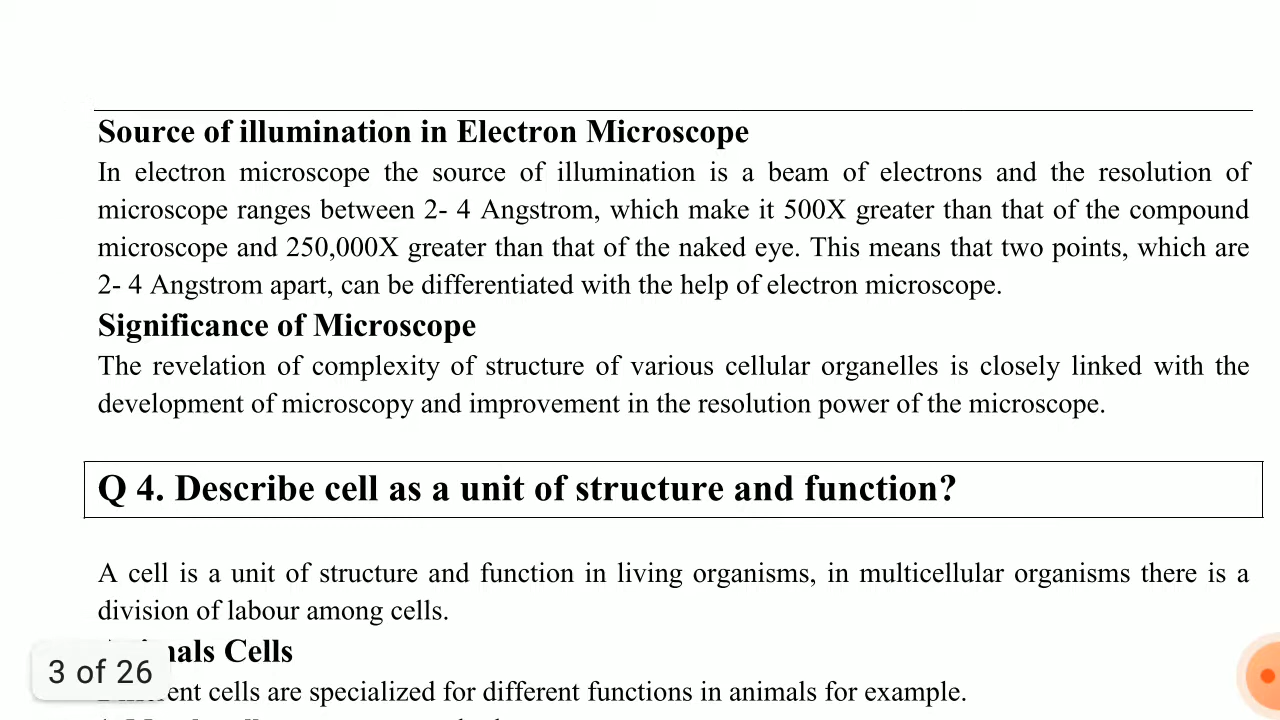 Source of illumination in Electron Microscope
In electron microscope the source of illumination is a beam of electrons and the resolution of
microscope ranges between 2- 4 Angstrom, which make it 500X greater than that of the compound
microscope and 250,000X greater than that of the naked eye. This means that two points, which are
2- 4 Angstrom apart, can be differentiated with the help of electron microscope.
Significance of Microscope
The revelation of complexity of structure of various cellular organelles is closely linked with the
development of microscopy and improvement in the resolution power of the microscope.
Q 4. Describe cell as a unit of structure and function?
A cell is a unit of structure and function in living organisms, in multicellular organisms there is a
division of labour among cells.
Cells
3 of 26
cells are specialized for different functions in animals for example.